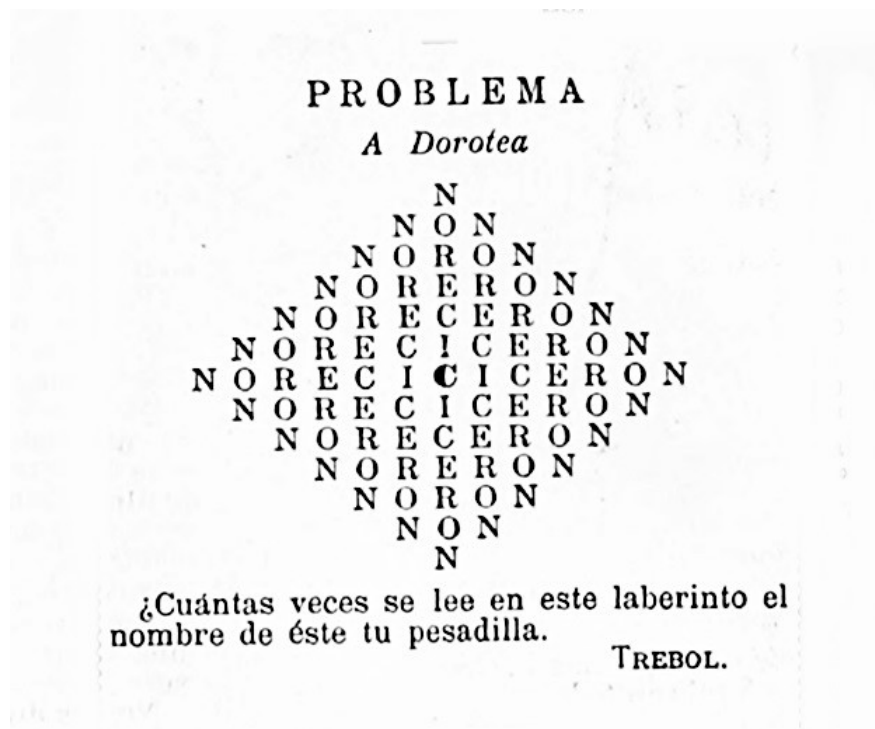 PROBLEMA
A Dorotea
N
N O N
N O R O N
N O R E R O N
N O R E C E R O N
N O R E C I C E R O N
N O R E C I C I C E R O N
N O R E C I C E R O N
N O R E C E R O N
N O R E R O N
N O R O N
N O N
N
¿Cuántas veces se lee en este laberinto el
nombre de éste tu pesadilla.
TREBOL.